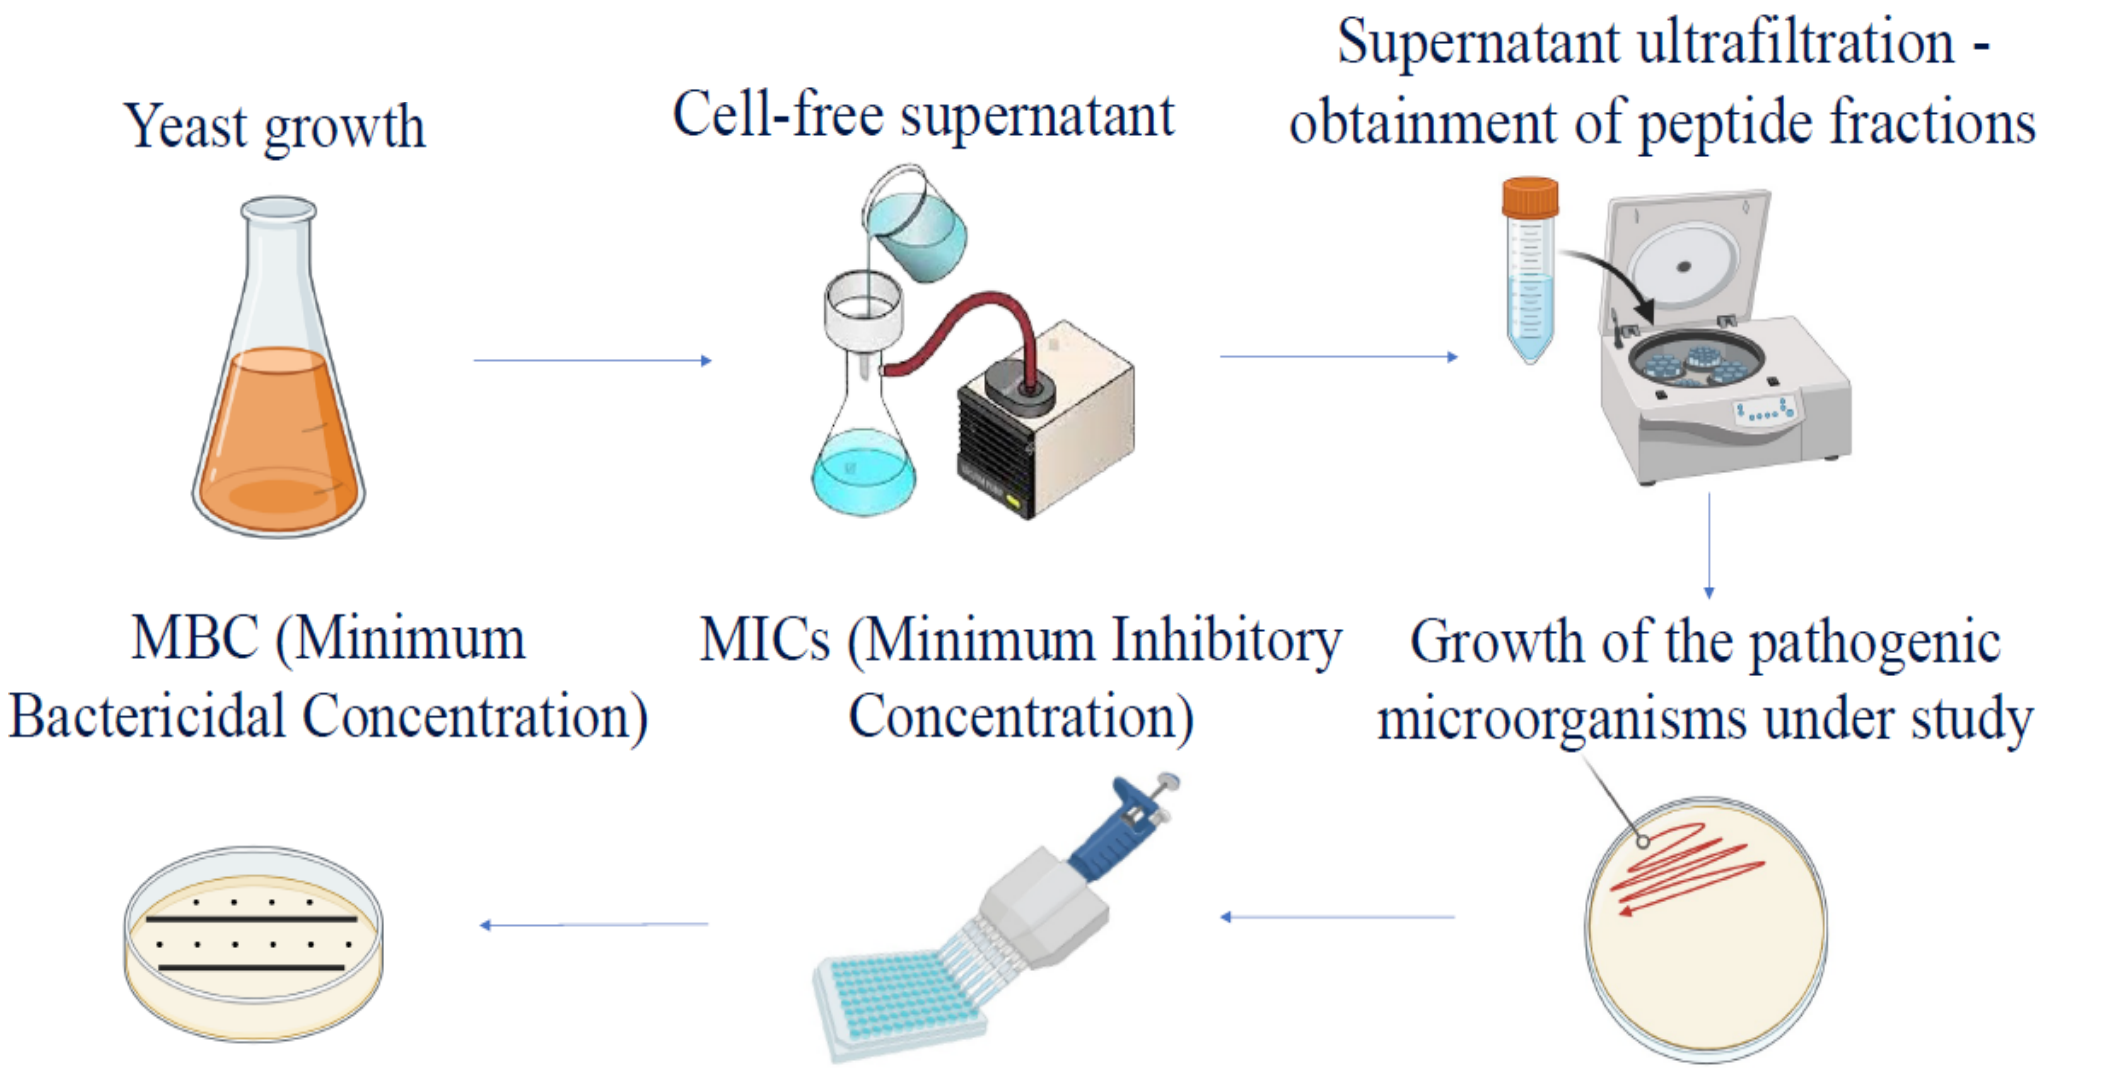 Yeast growth
Cell-free supernatant
Supernatant ultrafiltration -
obtainment of peptide fractions
Growth of the pathogenic
microorganisms under study
MICs (Minimum Inhibitory
Concentration)
MBC (Minimum
Bactericidal Concentration)